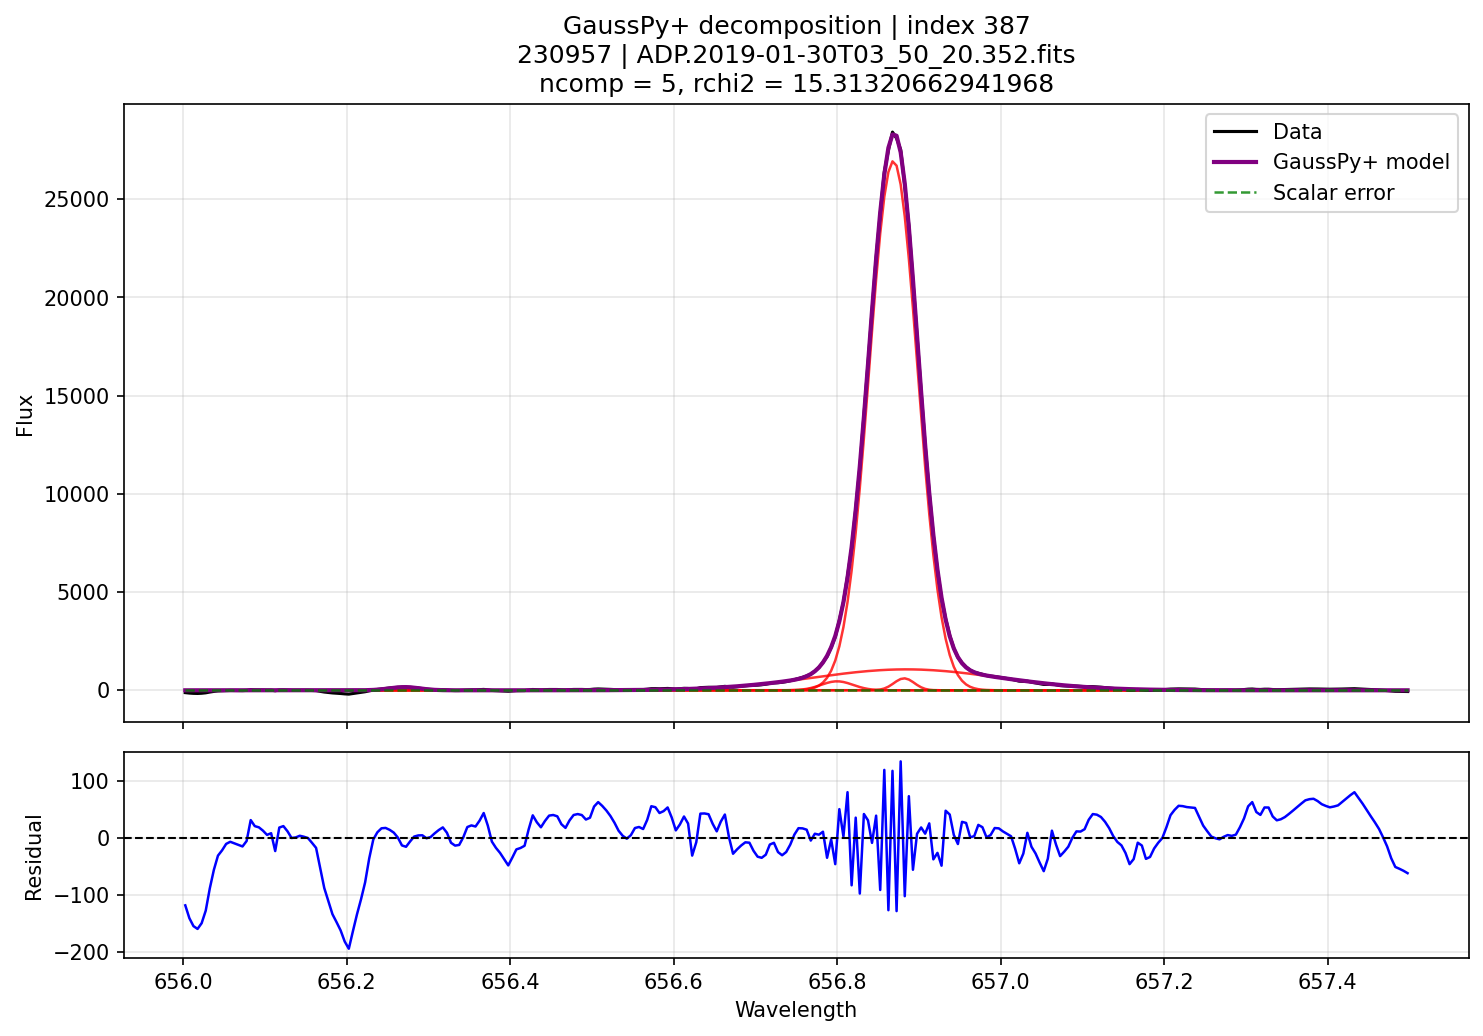 GaussPy+ decomposition | index 387
230957 | ADP.2019-01-30T03_50_20.352.fits
ncomp = 5, rchi2 = 15.31320662941968
Data
GaussPy+ model
Scalar error
25000
20000
15000
10000
5000
0
Flux
100
0
−100
−200
Residual
656.0
656.2
656.4
656.6
656.8
657.0
657.2
657.4
Wavelength